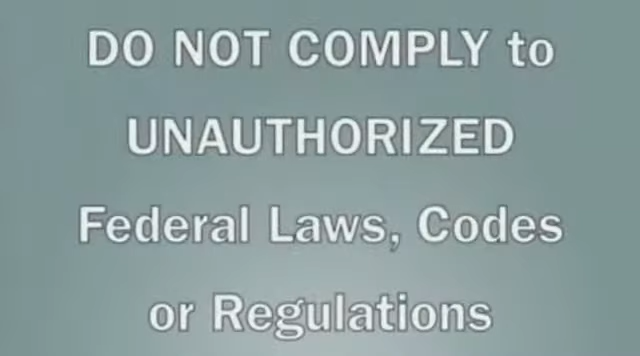 DO NOT COMPLY to
UNAUTHORIZED
Federal Laws, Codes
or Regulations